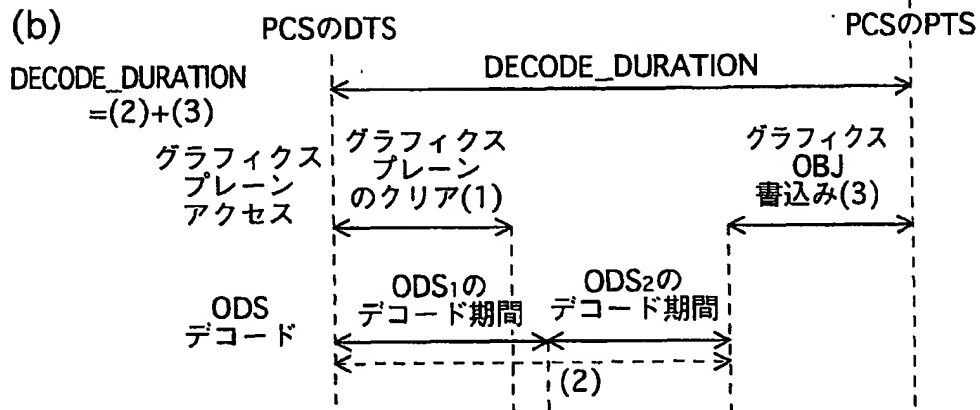 (b)
PCSのDTS
PCSのPTS
DECODE_DURATION
=(2)+(3)
DECODE_DURATION
グラフィクス
プレーン
アクセス
グラフィクス
プレーン
のクリア(1)
グラフィクス
OBJ
書込み(3)
ODS
デコード
ODS1の
デコード期間
ODS2の
デコード期間
(2)